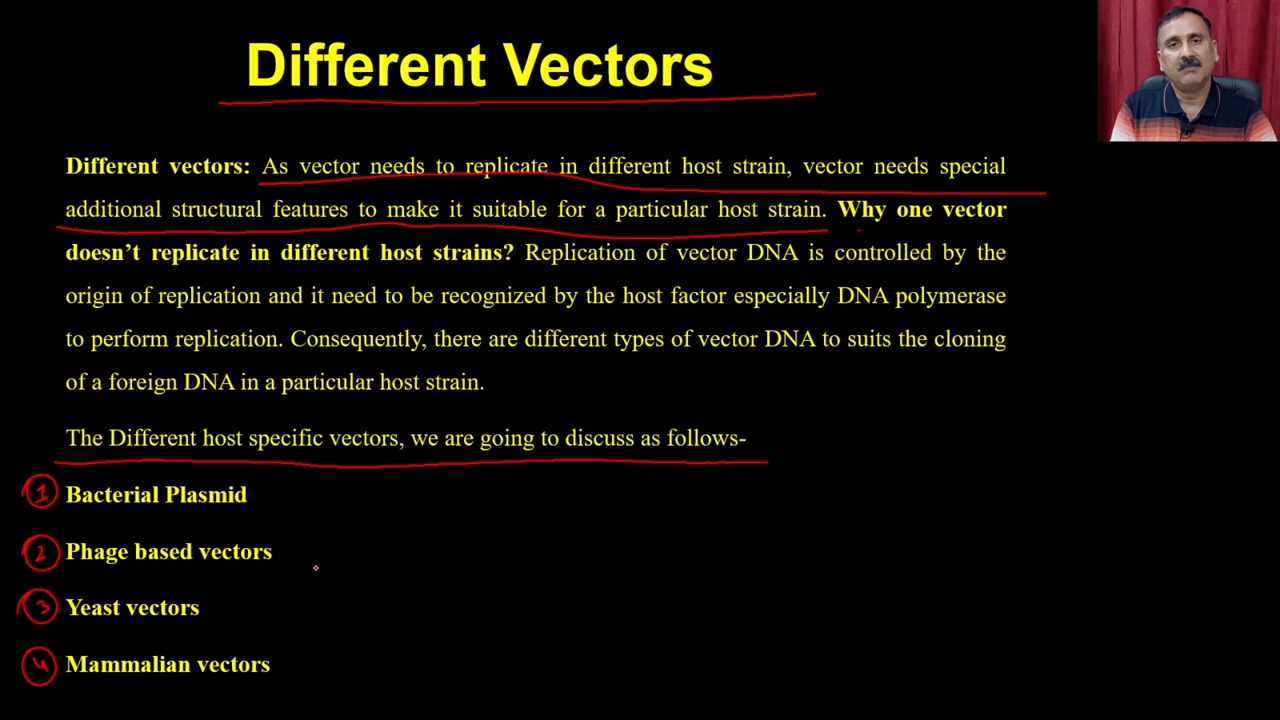 Different Vectors
Different vectors: As vector needs to replicate in different host strain, vector needs special
additional structural features to make it suitable for a particular host strain. Why one vector
doesn’t replicate in different host strains? Replication of vector DNA is controlled by the
origin of replication and it need to be recognized by the host factor especially DNA polymerase
to perform replication. Consequently, there are different types of vector DNA to suits the cloning
of a foreign DNA in a particular host strain.
The Different host specific vectors, we are going to discuss as follows-
1 Bacterial Plasmid
2 Phage based vectors
3 Yeast vectors
4 Mammalian vectors